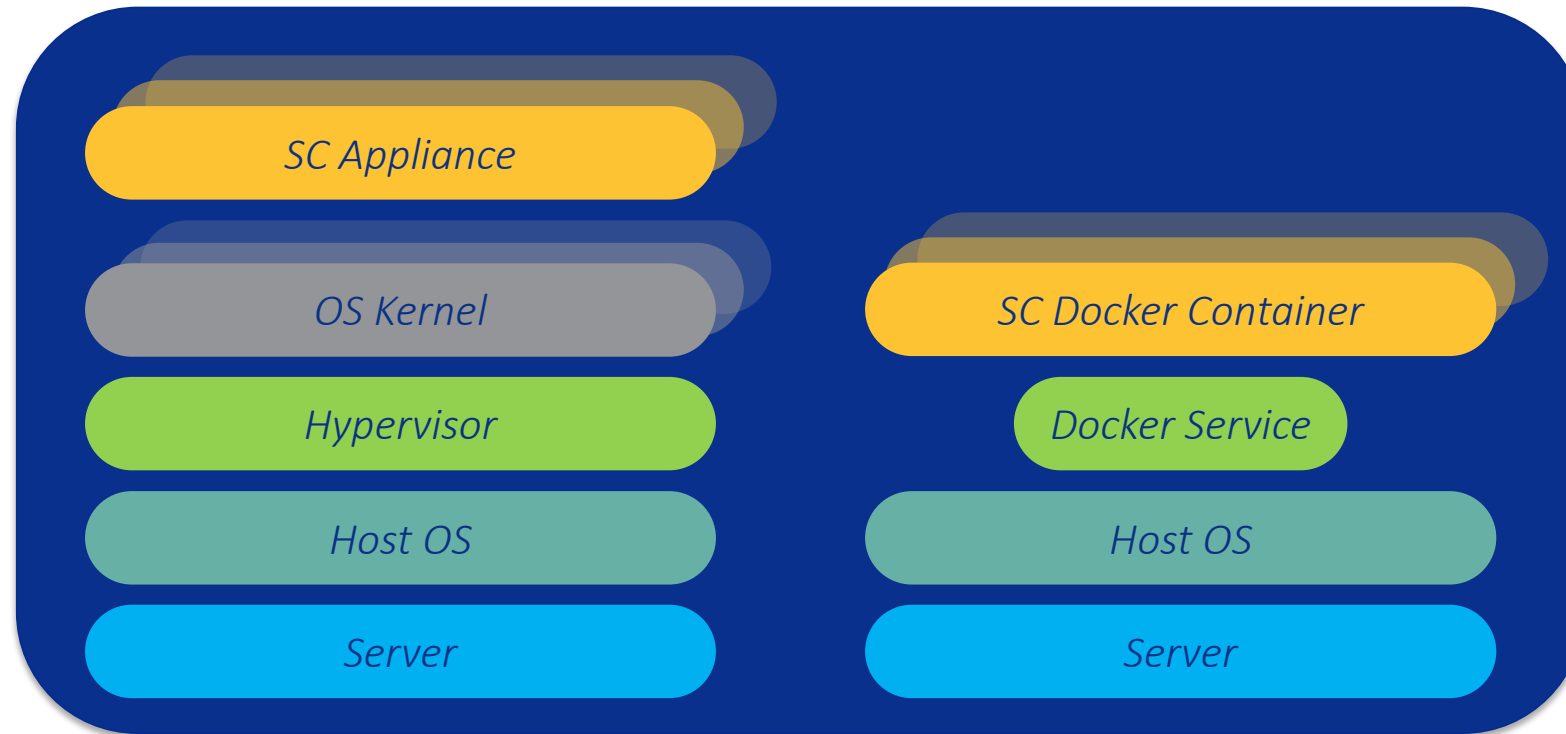 SC Appliance
OS Kernel
Hypervisor
Host OS
Server
SC Docker Container
Docker Service
Host OS
Server